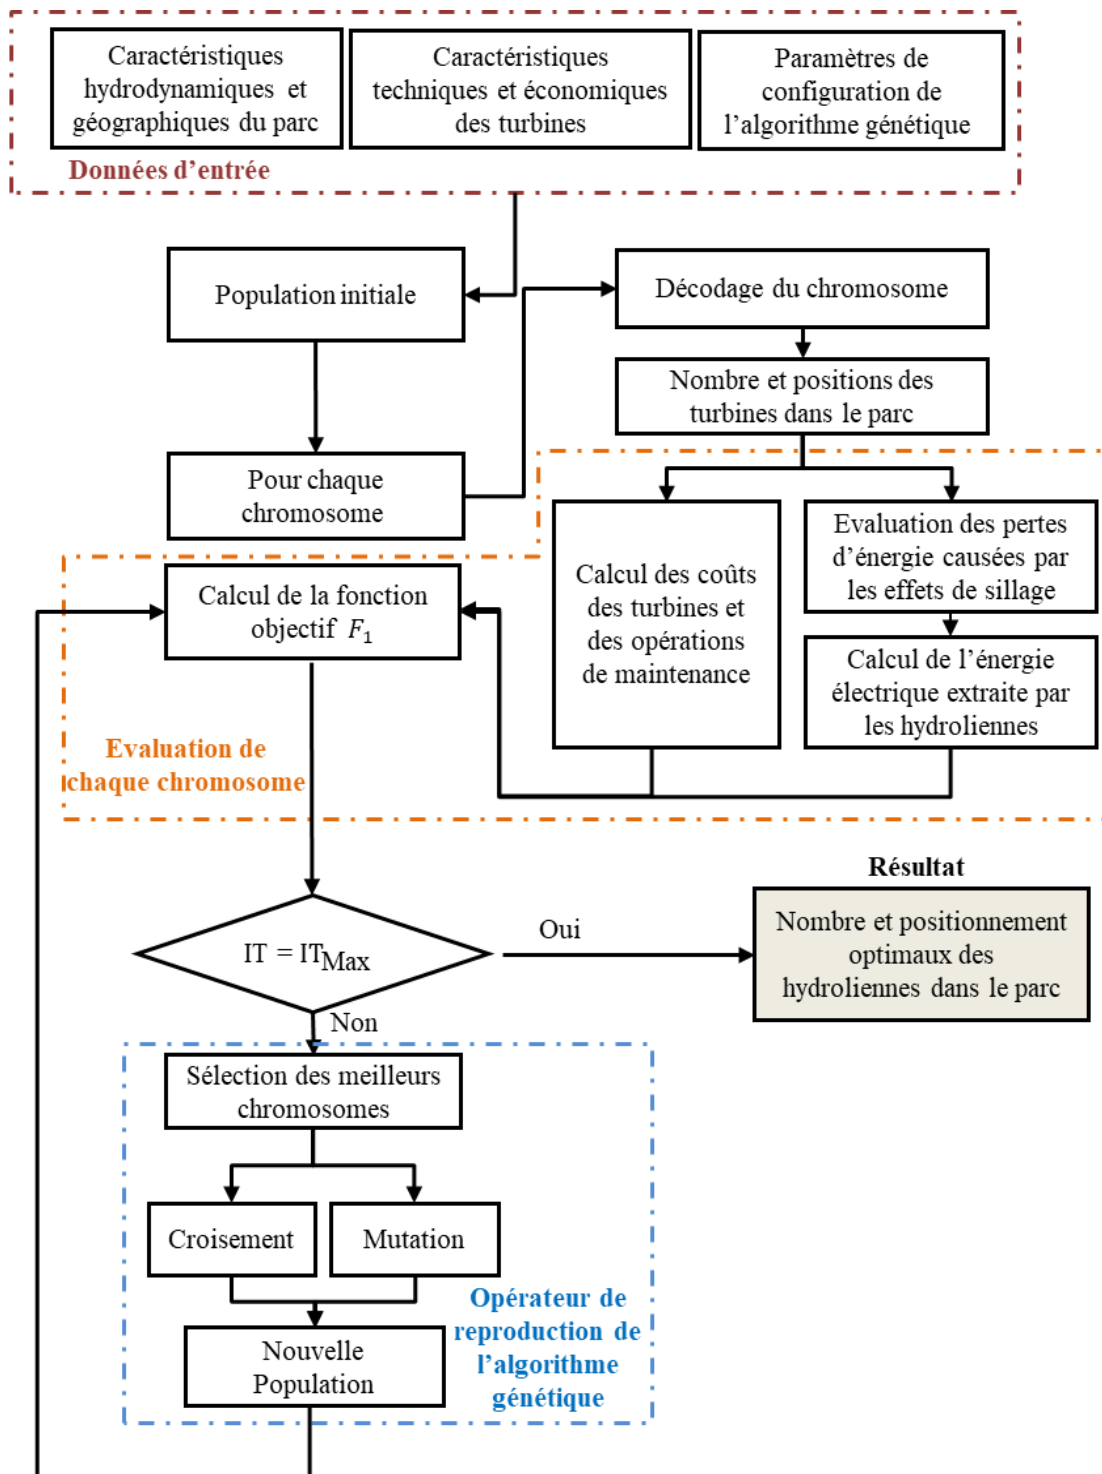 Caractéristiques
hydrodynamiques et
géographiques du parc
Caractéristiques
techniques et économiques
des turbines
Paramètres de
configuration de
l’algorithme génétique
Données d’entrée
Population initiale
Décodage du chromosome
Nombre et positions des
turbines dans le parc
Pour chaque
chromosome
Calcul des coûts
des turbines et
des opérations
de maintenance
Evaluation des pertes
d’énergie causées par
les effets de sillage
Calcul de l’énergie
électrique extraite par
les hydroliennes
Calcul de la fonction
objectif F₁
Evaluation de
chaque chromosome
IT = ITMax
Oui
Résultat
Nombre et positionnement
optimaux des
hydroliennes dans le parc
Non
Sélection des meilleurs
chromosomes
Croisement
Mutation
Nouvelle
Population
Opérateur de
reproduction de
l’algorithme
génétique